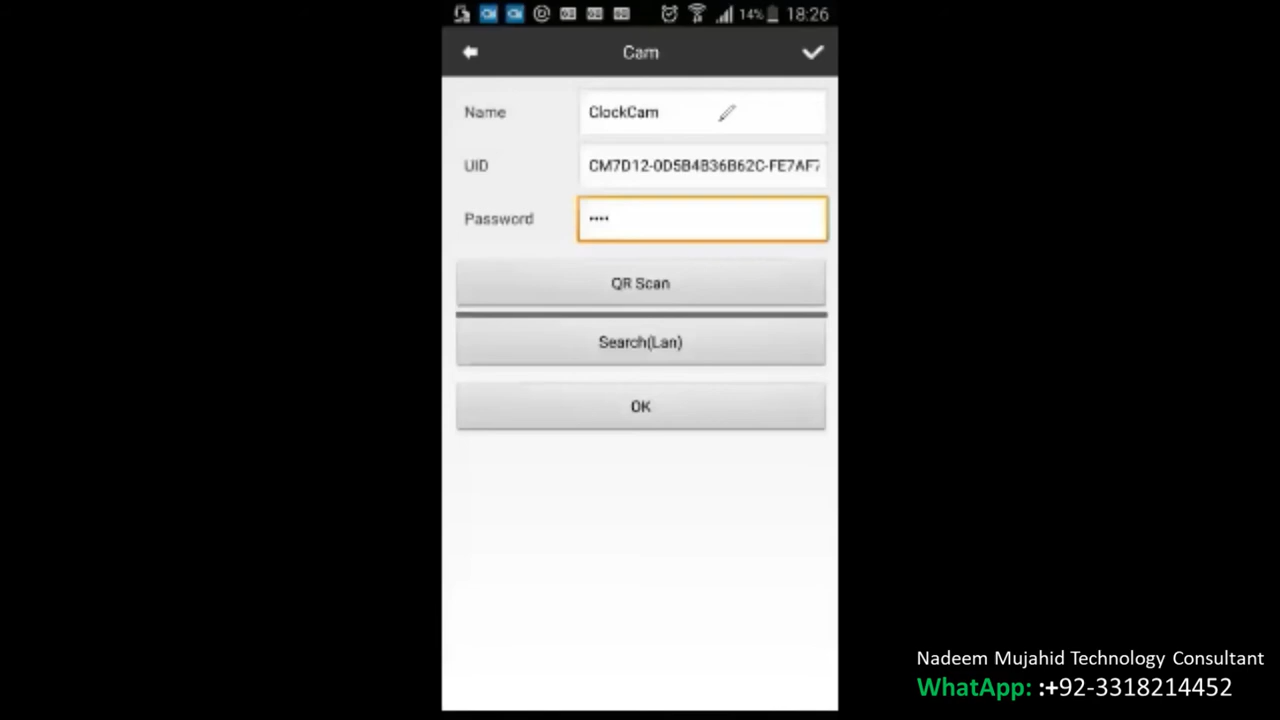 14% 18:26
Cam
Name ClockCam
UID CM7D12-0D5B4B36B62C-FE7AF7
Password ····
QR Scan
Search(Lan)
OK
Nadeem Mujahid Technology Consultant
WhatApp: :+92-3318214452